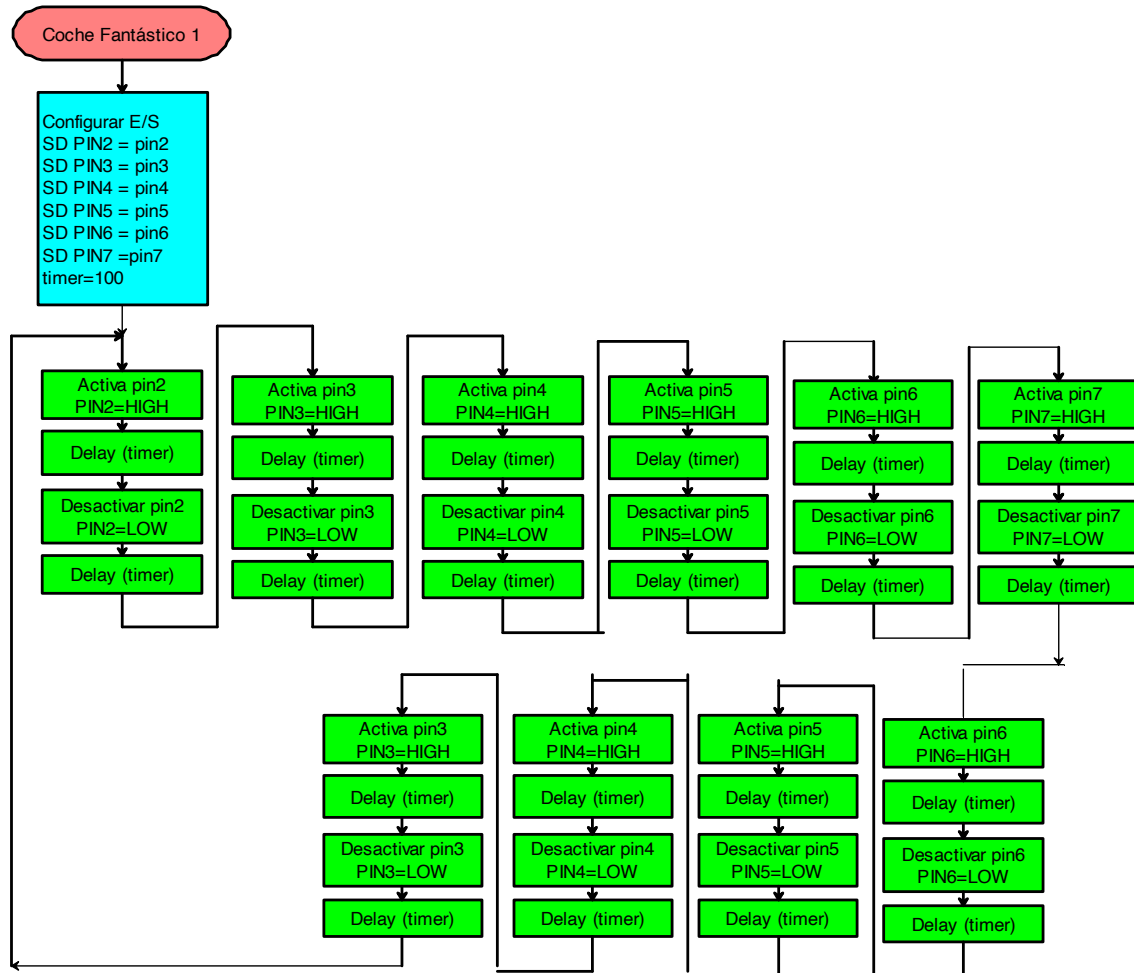 Coche Fantástico 1
Configurar E/S
SD PIN2 = pin2
SD PIN3 = pin3
SD PIN4 = pin4
SD PIN5 = pin5
SD PIN6 = pin6
SD PIN7 =pin7
timer=100
Activa pin2
PIN2=HIGH
Delay (timer)
Desactivar pin2
PIN2=LOW
Delay (timer)
Activa pin3
PIN3=HIGH
Delay (timer)
Desactivar pin3
PIN3=LOW
Delay (timer)
Activa pin4
PIN4=HIGH
Delay (timer)
Desactivar pin4
PIN4=LOW
Delay (timer)
Activa pin5
PIN5=HIGH
Delay (timer)
Desactivar pin5
PIN5=LOW
Delay (timer)
Activa pin6
PIN6=HIGH
Delay (timer)
Desactivar pin6
PIN6=LOW
Delay (timer)
Activa pin7
PIN7=HIGH
Delay (timer)
Desactivar pin7
PIN7=LOW
Delay (timer)
Activa pin6
PIN6=HIGH
Delay (timer)
Desactivar pin6
PIN6=LOW
Delay (timer)
Activa pin5
PIN5=HIGH
Delay (timer)
Desactivar pin5
PIN5=LOW
Delay (timer)
Activa pin4
PIN4=HIGH
Delay (timer)
Desactivar pin4
PIN4=LOW
Delay (timer)
Activa pin3
PIN3=HIGH
Delay (timer)
Desactivar pin3
PIN3=LOW
Delay (timer)